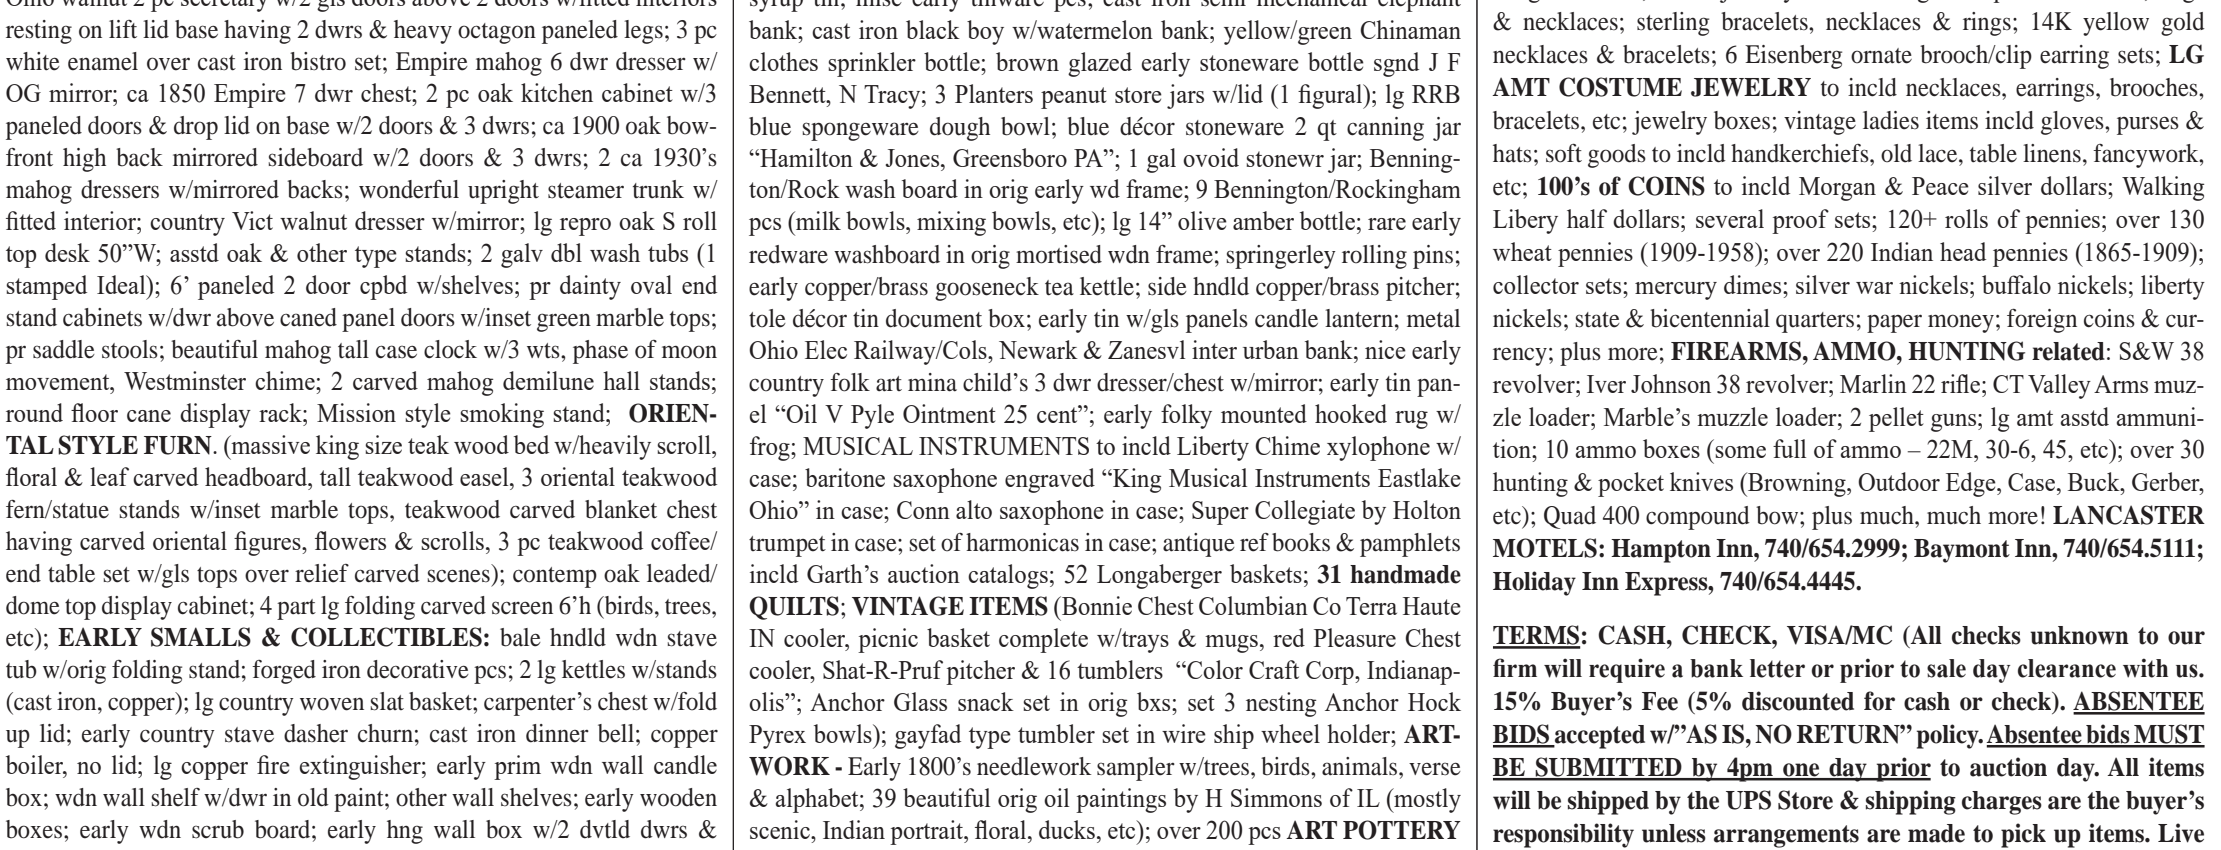 Ohio walnut 2 pc secretary w/2 gls doors above 2 doors w/fitted interiors
resting on lift lid base having 2 dwrs & heavy octagon paneled legs; 3 pc
white enamel over cast iron bistro set; Empire mahog 6 dwr dresser w/
OG mirror; ca 1850 Empire 7 dwr chest; 2 pc oak kitchen cabinet w/3
paneled doors & drop lid on base w/2 doors & 3 dwrs; ca 1900 oak bow-
front high back mirrored sideboard w/2 doors & 3 dwrs; 2 ca 1930's
mahog dressers w/mirrored backs; wonderful upright steamer trunk w/
fitted interior; country Vict walnut dresser w/mirror; lg repro oak S roll
top desk 50”W; asstd oak & other type stands; 2 galv dbl wash tubs (1
stamped Ideal); 6’ paneled 2 door cpbd w/shelves; pr dainty oval end
stand cabinets w/dwr above caned panel doors w/inset green marble tops;
pr saddle stools; beautiful mahog tall case clock w/3 wts, phase of moon
movement, Westminster chime; 2 carved mahog demilune hall stands;
round floor cane display rack; Mission style smoking stand; ORIEN-
TAL STYLE FURN. (massive king size teak wood bed w/heavily scroll,
floral & leaf carved headboard, tall teakwood easel, 3 oriental teakwood
fern/statue stands w/inset marble tops, teakwood carved blanket chest
having carved oriental figures, flowers & scrolls, 3 pc teakwood coffee/
end table set w/gls tops over relief carved scenes); contemp oak leaded/
dome top display cabinet; 4 part lg folding carved screen 6’h (birds, trees,
etc); EARLY SMALLS & COLLECTIBLES: bale hndld wdn stave
tub w/orig folding stand; forged iron decorative pcs; 2 lg kettles w/stands
(cast iron, copper); lg country woven slat basket; carpenter’s chest w/fold
up lid; early country stave dasher churn; cast iron dinner bell; copper
boiler, no lid; lg copper fire extinguisher; early prim wdn wall candle
box; wdn wall shelf w/dwr in old paint; other wall shelves; early wooden
boxes; early wdn scrub board; early hng wall box w/2 dvtld dwrs &
syrup tin; misc early tinware pcs; cast iron semi mechanical elephant
bank; cast iron black boy w/watermelon bank; yellow/green Chinaman
clothes sprinkler bottle; brown glazed early stoneware bottle sgnd J F
Bennett, N Tracy; 3 Planters peanut store jars w/lid (1 figural); lg RRB
blue spongeware dough bowl; blue décor stoneware 2 qt canning jar
“Hamilton & Jones, Greensboro PA”; 1 gal ovoid stonewr jar; Benning-
ton/Rock wash board in orig early wd frame; 9 Bennington/Rockingham
pcs (milk bowls, mixing bowls, etc); lg 14” olive amber bottle; rare early
redware washboard in orig mortised wdn frame; springerley rolling pins;
early copper/brass gooseneck tea kettle; side hndld copper/brass pitcher;
tole décor tin document box; early tin w/gls panels candle lantern; metal
Ohio Elec Railway/Cols, Newark & Zanesvl inter urban bank; nice early
country folk art mina child’s 3 dwr dresser/chest w/mirror; early tin pan-
el “Oil V Pyle Ointment 25 cent”; early folky mounted hooked rug w/
frog; MUSICAL INSTRUMENTS to incld Liberty Chime xylophone w/
case; baritone saxophone engraved “King Musical Instruments Eastlake
Ohio” in case; Conn alto saxophone in case; Super Collegiate by Holton
trumpet in case; set of harmonicas in case; antique ref books & pamphlets
incld Garth’s auction catalogs; 52 Longaberger baskets; 31 handmade
QUILTS; VINTAGE ITEMS (Bonnie Chest Columbian Co Terra Haute
IN cooler, picnic basket complete w/trays & mugs, red Pleasure Chest
cooler, Shat-R-Pruf pitcher & 16 tumblers “Color Craft Corp, Indianap-
olis”; Anchor Glass snack set in orig bxs; set 3 nesting Anchor Hock
Pyrex bowls); gayfad type tumbler set in wire ship wheel holder; ART-
WORK - Early 1800’s needlework sampler w/trees, birds, animals, verse
& alphabet; 39 beautiful orig oil paintings by H Simmons of IL (mostly
scenic, Indian portrait, floral, ducks, etc); over 200 pcs ART POTTERY
& necklaces; sterling bracelets, necklaces & rings; 14K yellow gold
necklaces & bracelets; 6 Eisenberg ornate brooch/clip earring sets; LG
AMT COSTUME JEWELRY to incld necklaces, earrings, brooches,
bracelets, etc; jewelry boxes; vintage ladies items incld gloves, purses &
hats; soft goods to incld handkerchiefs, old lace, table linens, fancywork,
etc; 100’s of COINS to incld Morgan & Peace silver dollars; Walking
Libery half dollars; several proof sets; 120+ rolls of pennies; over 130
wheat pennies (1909-1958); over 220 Indian head pennies (1865-1909);
collector sets; mercury dimes; silver war nickels; buffalo nickels; liberty
nickels; state & bicentennial quarters; paper money; foreign coins & cur-
rency; plus more; FIREARMS, AMMO, HUNTING related: S&W 38
revolver; Iver Johnson 38 revolver; Marlin 22 rifle; CT Valley Arms muz-
zle loader; Marble’s muzzle loader; 2 pellet guns; lg amt asstd ammuni-
tion; 10 ammo boxes (some full of ammo – 22M, 30-6, 45, etc); over 30
hunting & pocket knives (Browning, Outdoor Edge, Case, Buck, Gerber,
etc); Quad 400 compound bow; plus much, much more! LANCASTER
MOTELS: Hampton Inn, 740/654.2999; Baymont Inn, 740/654.5111;
Holiday Inn Express, 740/654.4445.
TERMS: CASH, CHECK, VISA/MC (All checks unknown to our
firm will require a bank letter or prior to sale day clearance with us.
15% Buyer’s Fee (5% discounted for cash or check). ABSENTEE
BIDS accepted w/”AS IS, NO RETURN” policy. Absentee bids MUST
BE SUBMITTED by 4pm one day prior to auction day. All items
will be shipped by the UPS Store & shipping charges are the buyer’s
responsibility unless arrangements are made to pick up items. Live